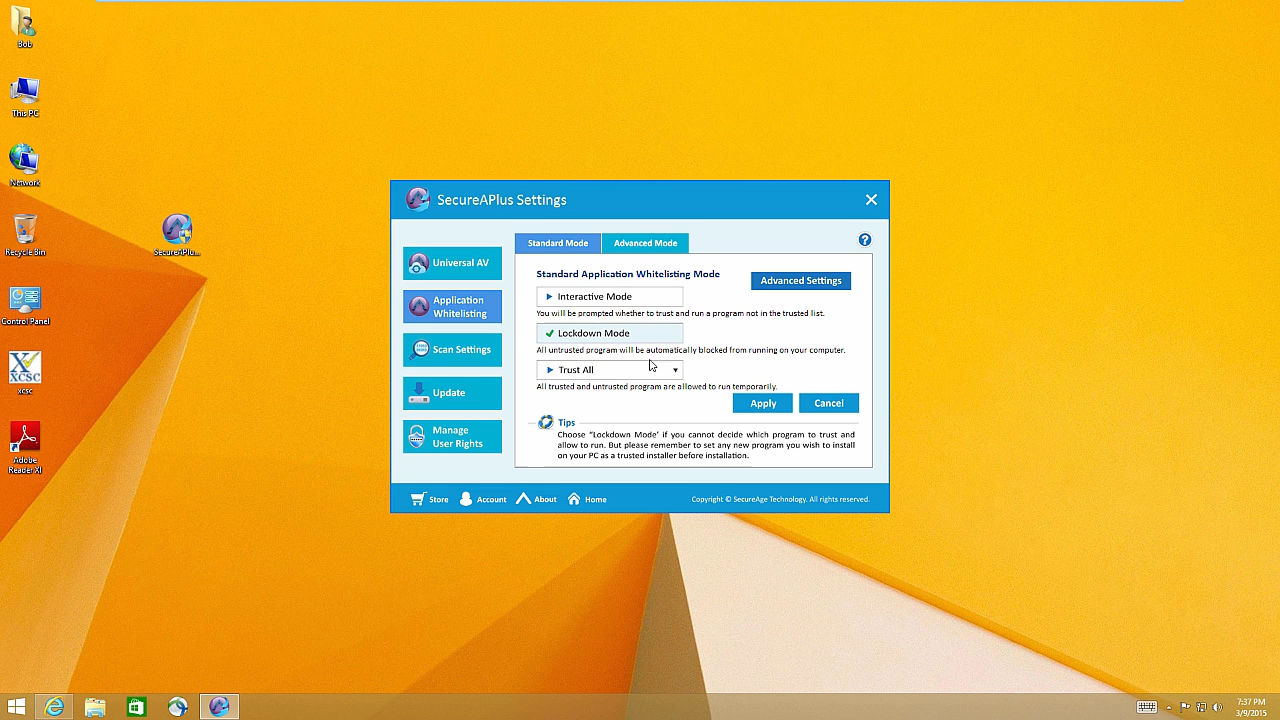 Bob
This PC
Network
Recycle Bin
SecureAPlu...
Control Panel
xcsc
XCSC
Adobe
Reader XI
SecureAPlus Settings
Universal AV
Application
Whitelisting
Scan Settings
Update
Manage
User Rights
Standard Mode
Advanced Mode
Standard Application Whitelisting Mode
Advanced Settings
Interactive Mode
You will be prompted whether to trust and run a program not in the trusted list.
Lockdown Mode
All untrusted program will be automatically blocked from running on your computer.
Trust All
All trusted and untrusted program are allowed to run temporarily.
Apply
Cancel
Tips
Choose "Lockdown Mode' if you cannot decide which program to trust and
allow to run. But please remember to set any new program you wish to install
on your PC as a trusted installer before installation.
Store
Account
About
Home
Copyright © SecureAge Technology. All rights reserved.
7:37 PM
3/9/2015